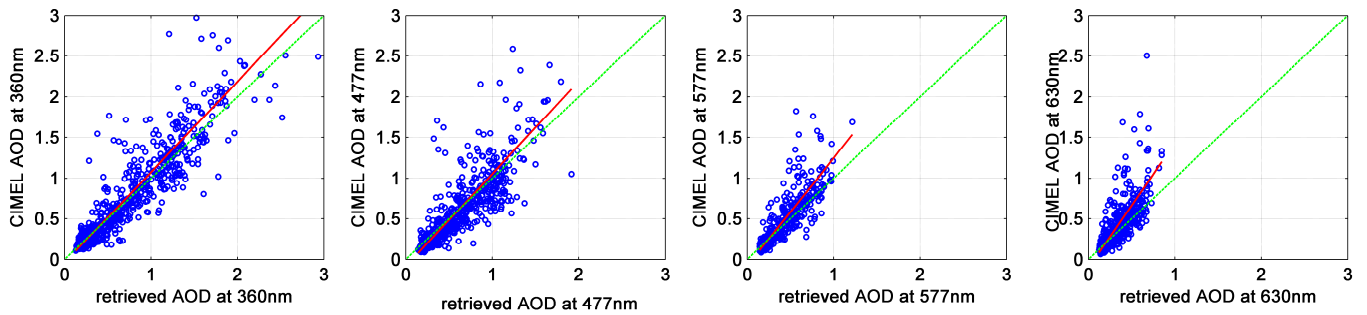 CIMEL AOD at 360nm
3
2.5
2
1.5
1
0.5
0
0 1 2 3
retrieved AOD at 360nm
CIMEL AOD at 477nm
3
2.5
2
1.5
1
0.5
0
0 1 2 3
retrieved AOD at 477nm
CIMEL AOD at 577nm
3
2.5
2
1.5
1
0.5
0
0 1 2 3
retrieved AOD at 577nm
CIMEL AOD at 630nm
3
2.5
2
1.5
1
0.5
0
0 1 2 3
retrieved AOD at 630nm